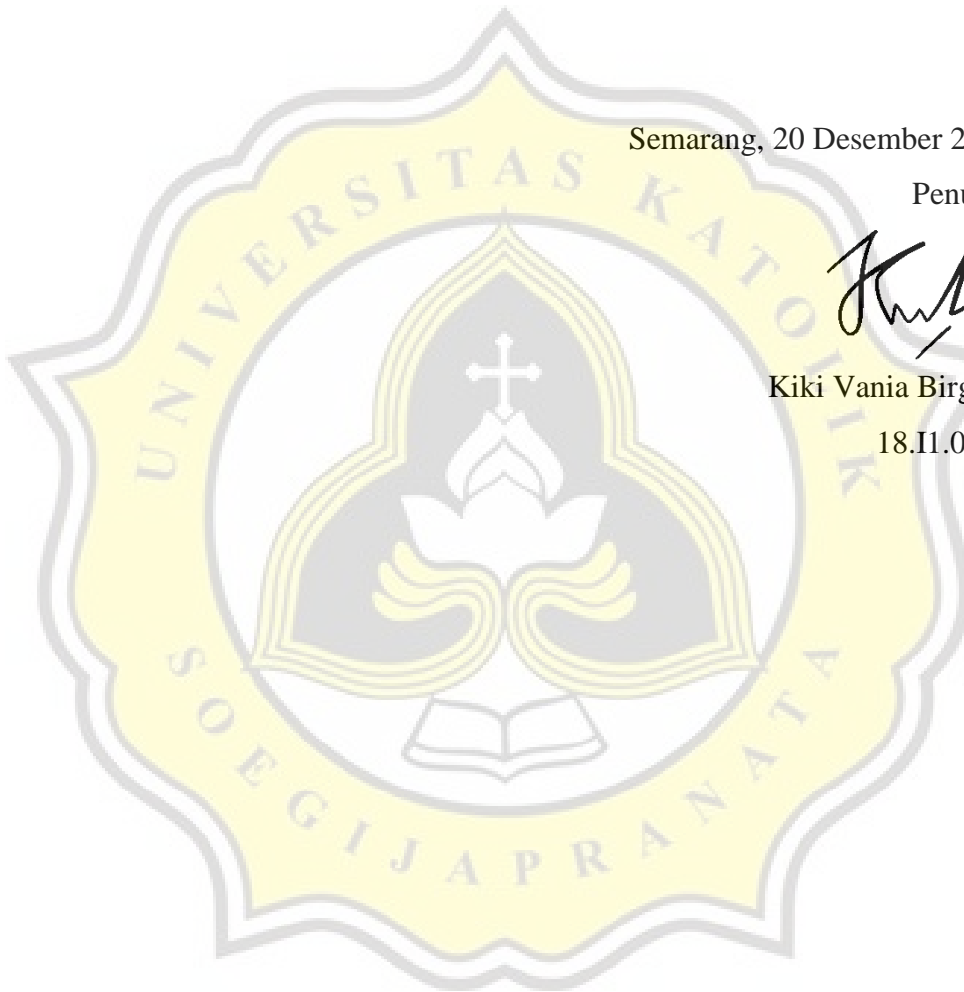 Semarang, 20 Desember 2
Penu
Kiki Vania Birg
18.I1.0
UNIVERSITAS KATOLIK
SOEGIJAPRANATA